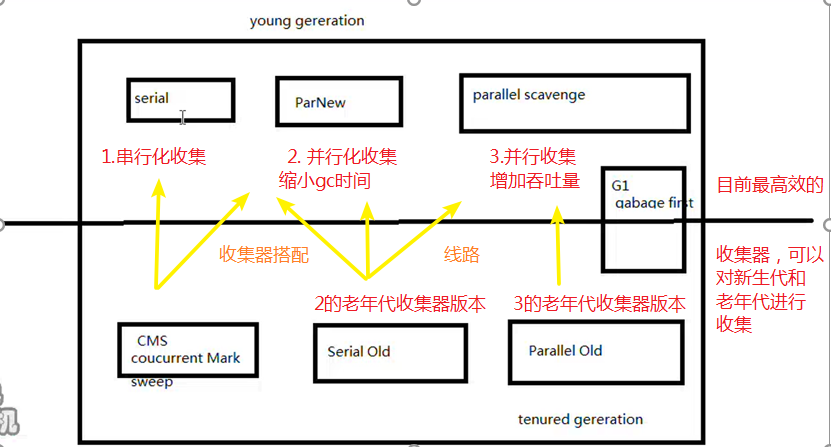 young gereration
serial
ParNew
parallel scavenge
1.串行化收集
2. 并行化收集
缩小gc时间
3.并行收集
增加吞吐量
G1
gabage first
目前最高效的
收集器，可以
对新生代和
老年代进行
收集
收集器搭配
线路
2的老年代收集器版本
3的老年代收集器版本
CMS
coucurrent Mark
sweep
Serial Old
Parallel Old
tenured gereration
机